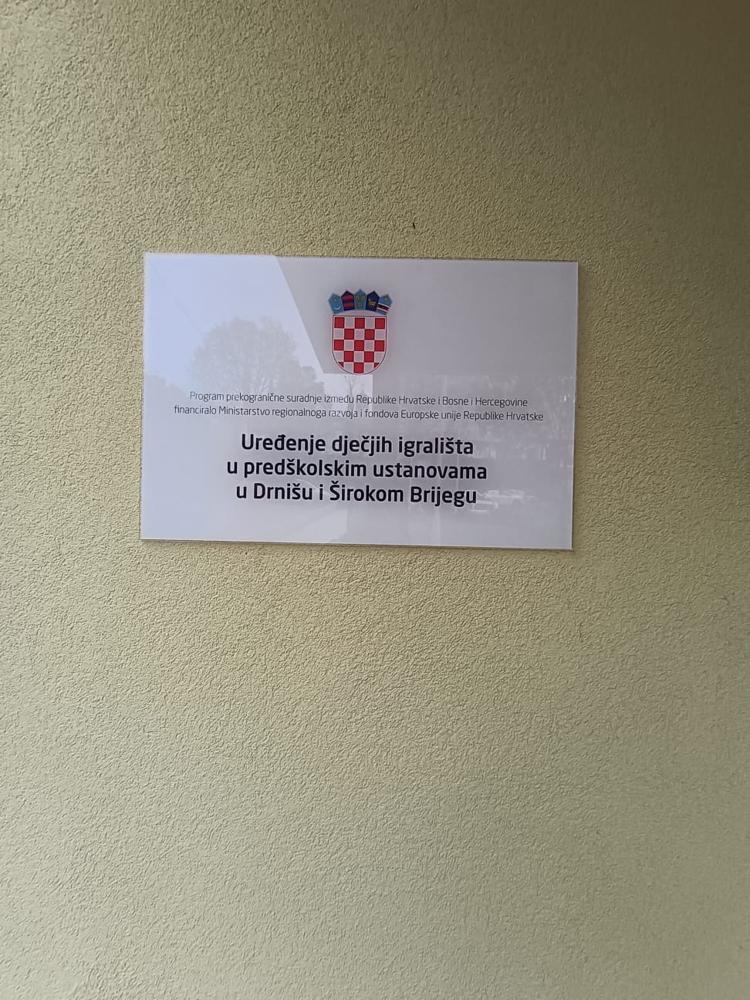 Program prekogranične suradnje između Republike Hrvatske i Bosne i Hercegovine
financiralo Ministarstvo regionalnoga razvoja i fondova Europske unije Republike Hrvatske
Uređenje dječjih igrališta
u predškolskim ustanovama
u Drnišu i Širokom Brijegu